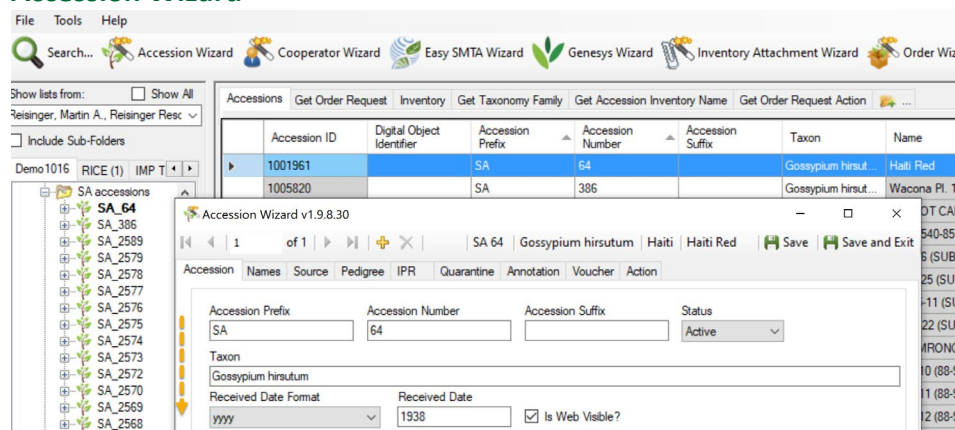 File Tools Help
Search... Accession Wizard Cooperator Wizard Easy SMTA Wizard Genesys Wizard Inventory Attachment Wizard Order
Show lists from: Show All
Reisinger, Martin A., Reisinger
Include Sub-Folders
Demo1016 RICE (1) IMP T
Accessions Get Order Request Inventory Get Taxonomy Family Get Accession Inventory Name Get Order Request Action ...
Accession ID Digital Object Identifier Accession Prefix Accession Number Accession Suffix Taxon Name
1001961 SA 64 Gossypium hirsut... Haiti Red
1005820 SA 386 Gossypium hirsut... Wacona Pl. 1
SA accessions
SA_64
SA_386
SA_2589
SA_2579
SA_2578
SA_2577
SA_2576
SA_2575
SA_2574
SA_2573
SA_2572
SA_2570
SA_2569
SA_2568
Accession Wizard v1.9.8.30
1 of 1 SA 64 Gossypium hirsutum Haiti Haiti Red Save Save and Exit
Accession Names Source Pedigree IPR Quarantine Annotation Voucher Action
Accession Prefix Accession Number Accession Suffix Status
SA 64 Active
Taxon
Gossypium hirsutum
Received Date Format Received Date
yyyy 1938 Is Web Visible?